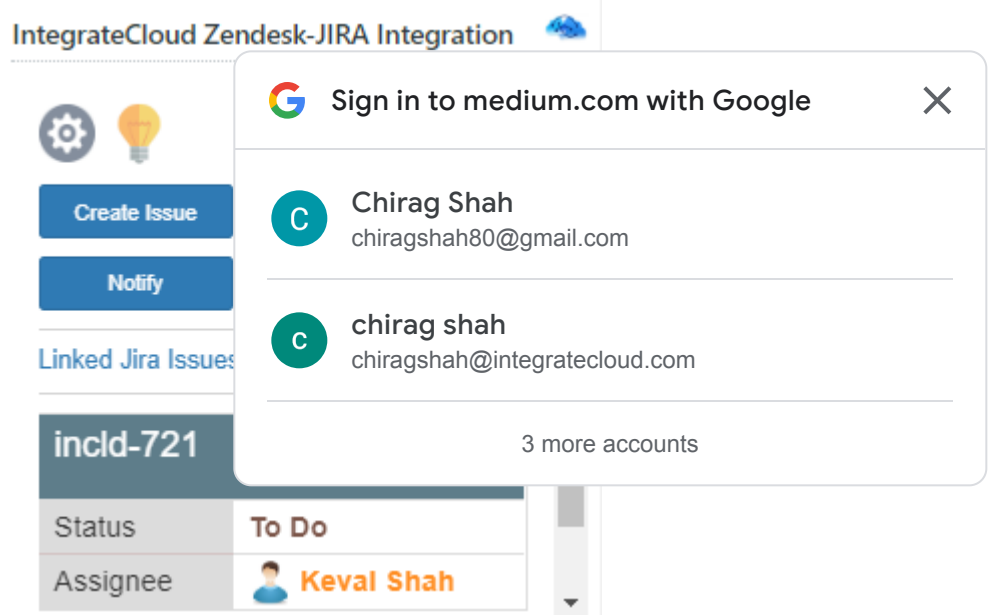 IntegrateCloud Zendesk-JIRA Integration
Sign in to medium.com with Google
Create Issue
Notify
Linked Jira Issues
C
Chirag Shah
chiragshah80@gmail.com
c
chirag shah
chiragshah@integratecloud.com
3 more accounts
incld-721
Status To Do
Assignee Keval Shah